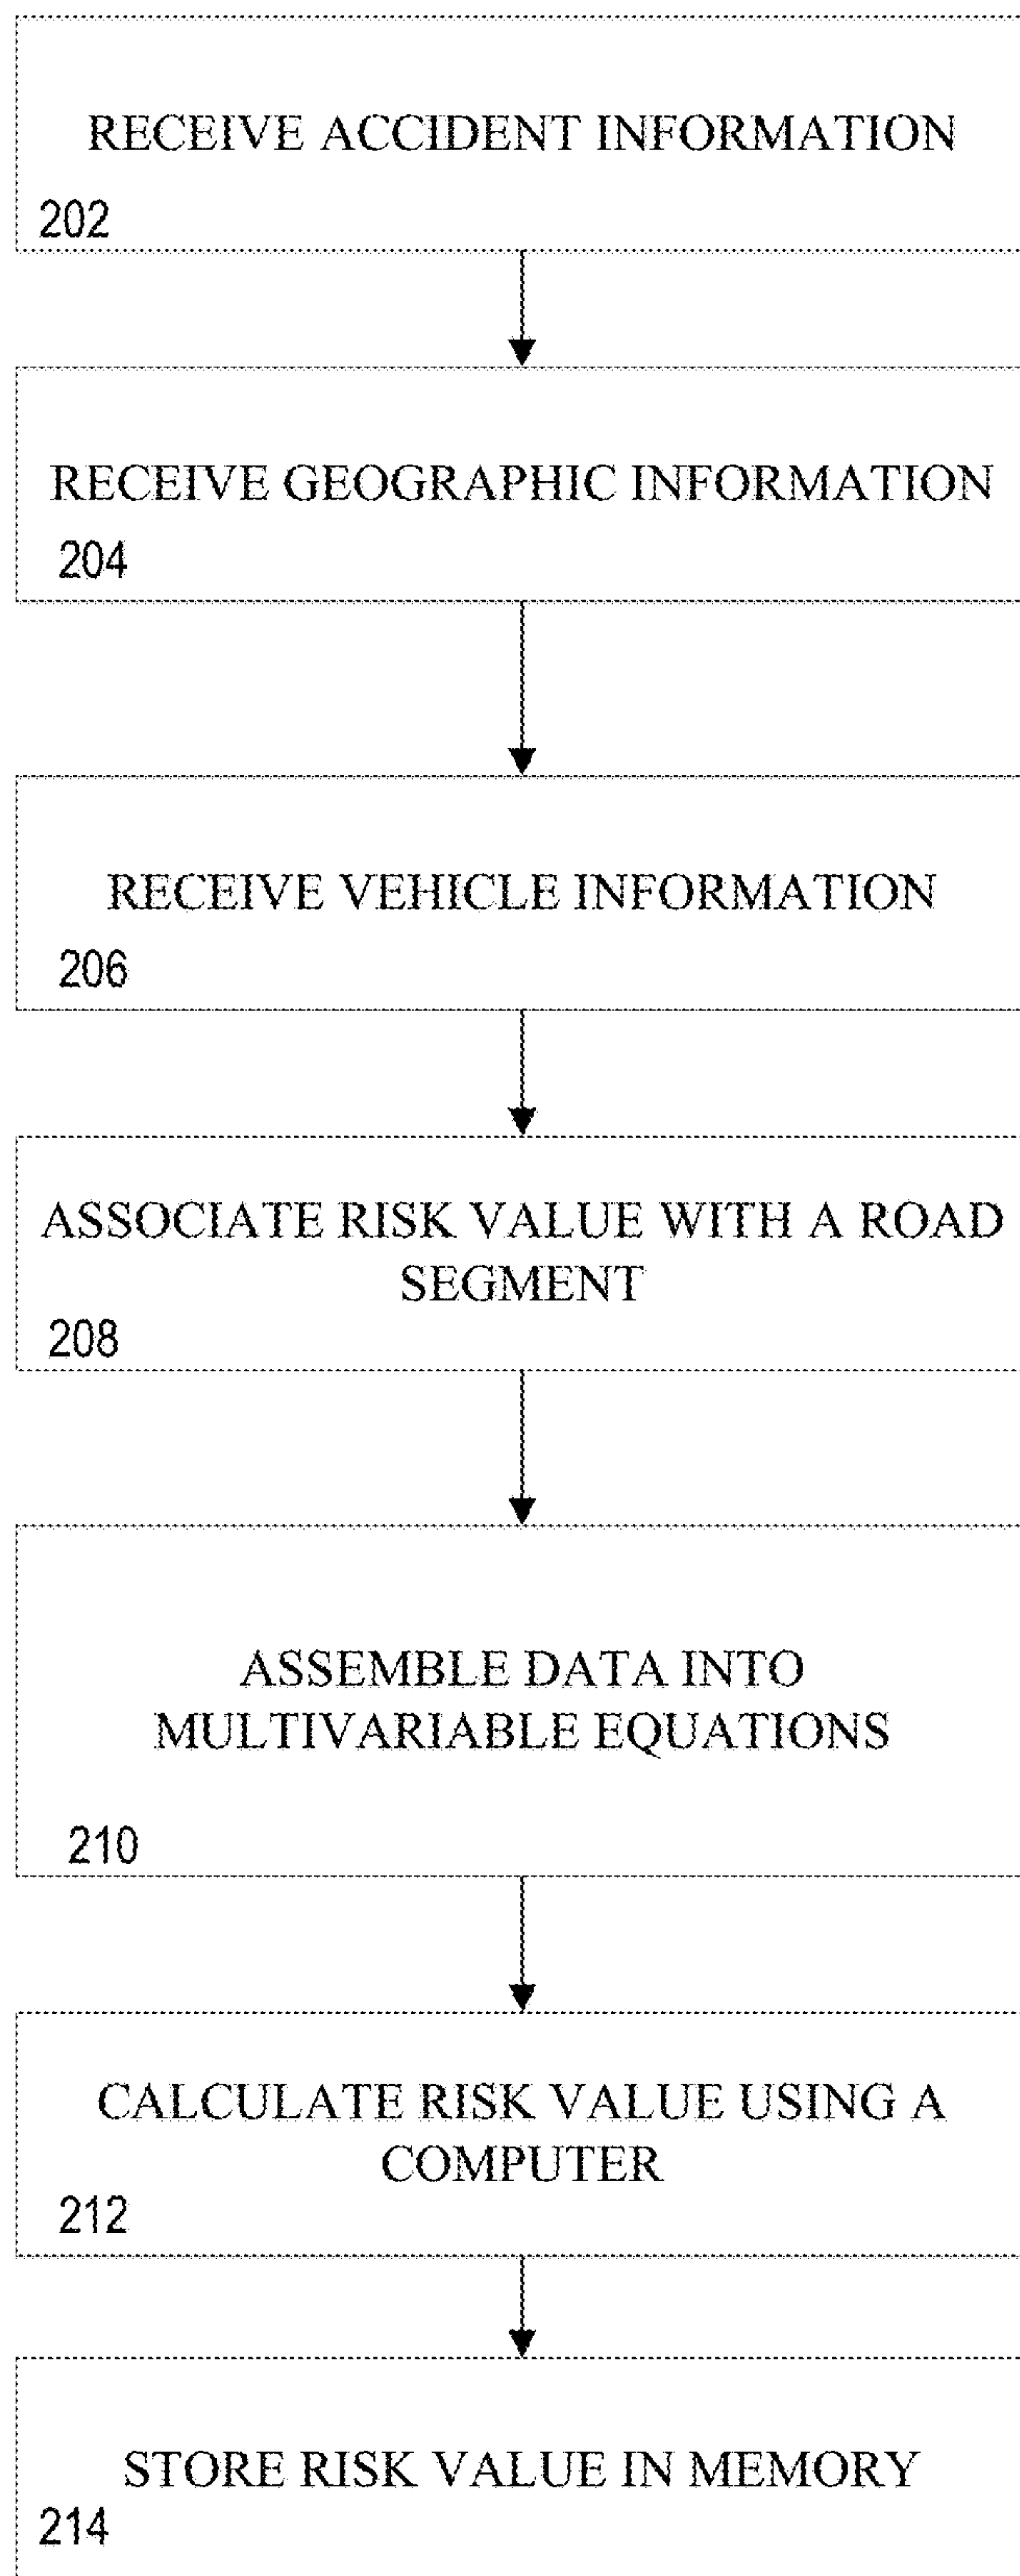 RECEIVE ACCIDENT INFORMATION
202
RECEIVE GEOGRAPHIC INFORMATION
204
RECEIVE VEHICLE INFORMATION
206
ASSOCIATE RISK VALUE WITH A ROAD
SEGMENT
208
ASSEMBLE DATA INTO
MULTIVARIABLE EQUATIONS
210
CALCULATE RISK VALUE USING A
COMPUTER
212
STORE RISK VALUE IN MEMORY
214